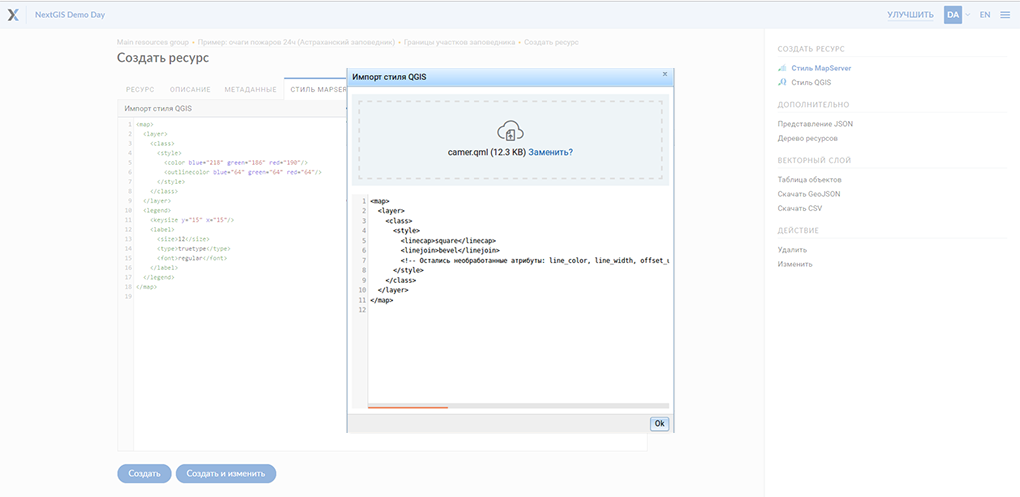 NextGIS Demo Day
УЛУЧШИТЬ DA EN
Main resources group • Пример: очаги пожаров 24ч (Астраханский заповедник) • Границы участков заповедника • Создать ресурс
Создать ресурс
РЕСУРС ОПИСАНИЕ МЕТАДАННЫЕ СТИЛЬ MAPSER
Импорт стиля QGIS
1 <map>
2 <layer>
3 <class>
4 <style>
5 <color blue="218" green="186" red="190"/>
6 <outlinecolor blue="64" green="64" red="64"/>
7 </style>
8 </class>
9 </layer>
10 <legend>
11 <keysize y="15" x="15"/>
12 <label>
13 <size>12</size>
14 <type>truetype</type>
15 <font>regular</font>
16 </label>
17 </legend>
18 </map>
19
Создать Создать и изменить
Импорт стиля QGIS ×
camer.qml (12.3 KB) Заменить?
1 <map>
2 <layer>
3 <class>
4 <style>
5 <linecap>square</linecap>
6 <linejoin>bevel</linejoin>
7 <!-- Остались необработанные атрибуты: line_color, line_width, offset_u
8 </style>
9 </class>
10 </layer>
11 </map>
12
Ok
СОЗДАТЬ РЕСУРС
Стиль MapServer
Стиль QGIS
ДОПОЛНИТЕЛЬНО
Представление JSON
Дерево ресурсов
ВЕКТОРНЫЙ СЛОЙ
Таблица объектов
Скачать GeoJSON
Скачать CSV
ДЕЙСТВИЕ
Удалить
Изменить